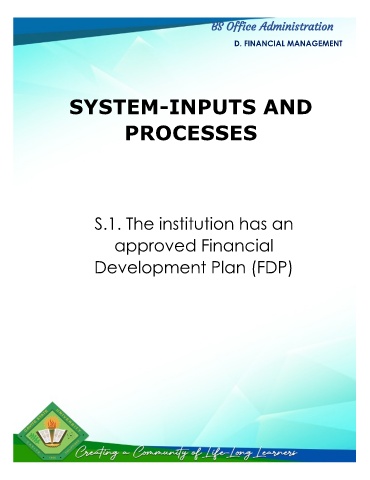 BS Office Administration
D. FINANCIAL MANAGEMENT
SYSTEM-INPUTS AND
PROCESSES
S.1. The institution has an
approved Financial
Development Plan (FDP)
Creating a Community of Life-Long Learners